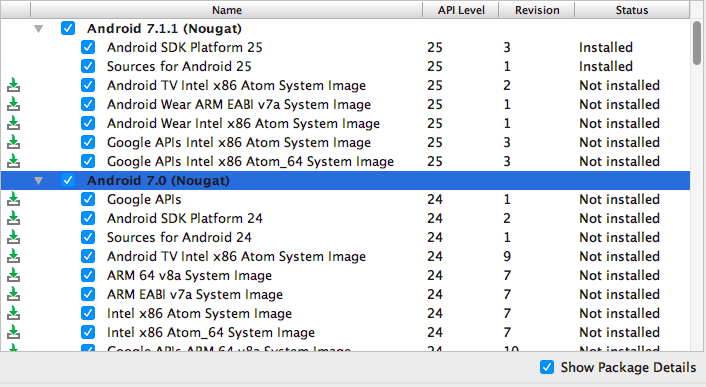 Name API Level Revision Status
Android 7.1.1 (Nougat)
Android SDK Platform 25 25 3 Installed
Sources for Android 25 25 1 Installed
Android TV Intel x86 Atom System Image 25 2 Not installed
Android Wear ARM EABI v7a System Image 25 1 Not installed
Android Wear Intel x86 Atom System Image 25 1 Not installed
Google APIs Intel x86 Atom System Image 25 3 Not installed
Google APIs Intel x86 Atom_64 System Image 25 3 Not installed
Android 7.0 (Nougat)
Google APIs 24 1 Not installed
Android SDK Platform 24 24 2 Not installed
Sources for Android 24 24 1 Not installed
Android TV Intel x86 Atom System Image 24 9 Not installed
ARM 64 v8a System Image 24 7 Not installed
ARM EABI v7a System Image 24 7 Not installed
Intel x86 Atom System Image 24 7 Not installed
Intel x86 Atom_64 System Image 24 7 Not installed
Google APIs ARM 64 v8a System Image 24 10 Not installed
Show Package Details